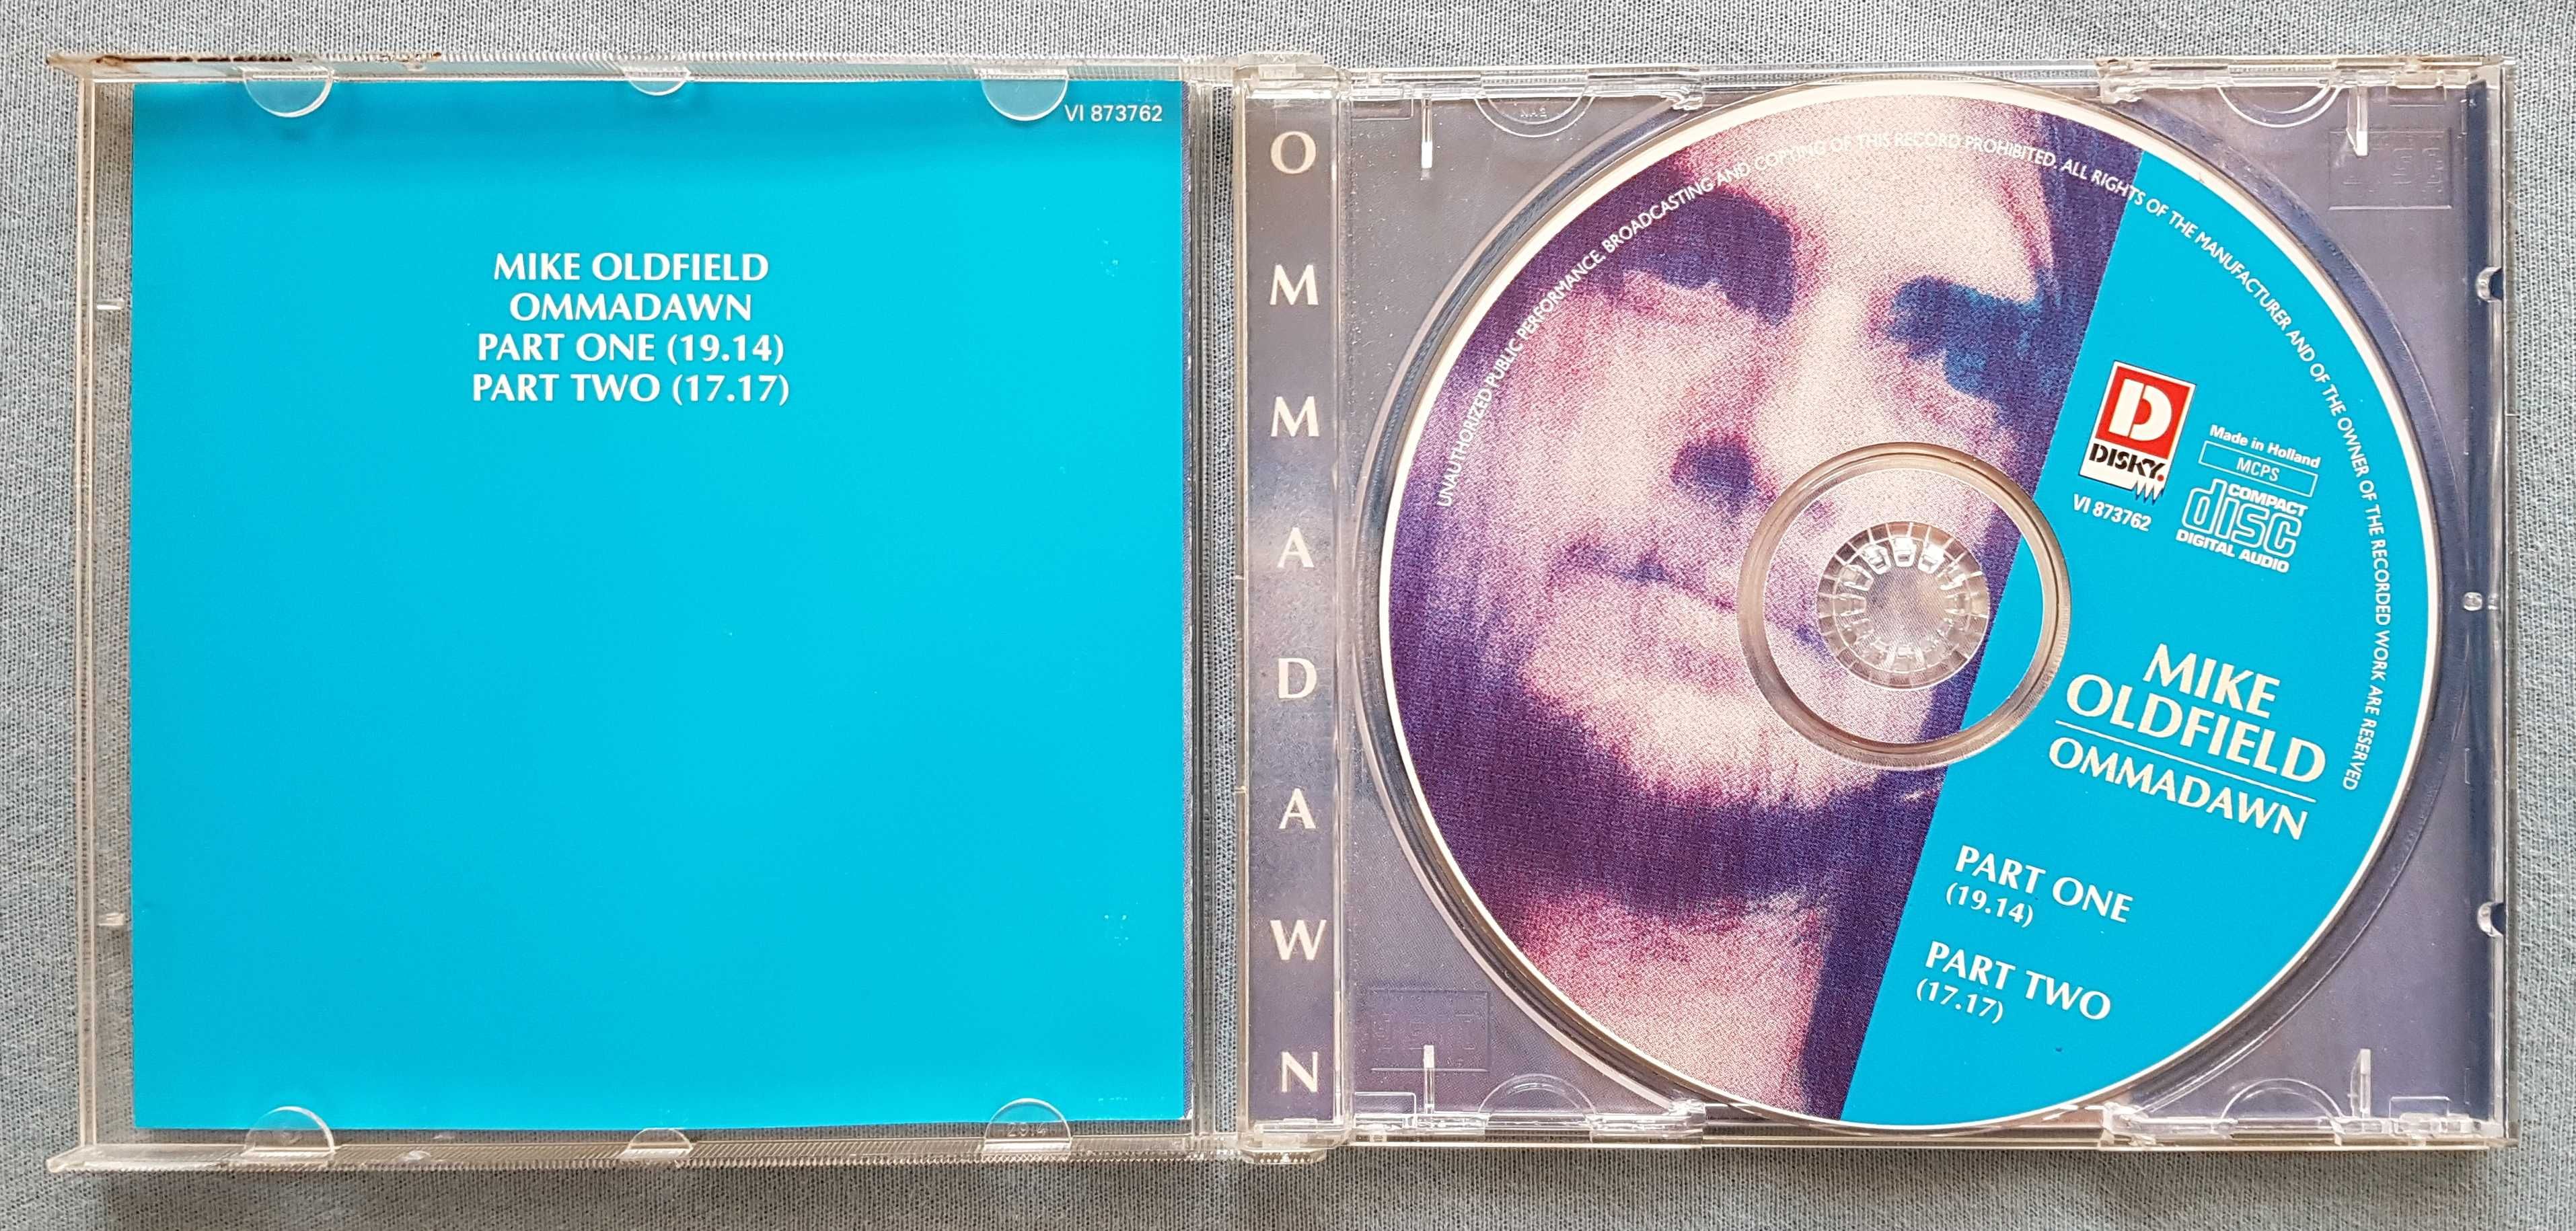 VI 873762
MIKE OLDFIELD
OMMADAWN
PART ONE (19.14)
PART TWO (17.17)
OMMADAWN
UNAUTHORIZED PUBLIC PERFORMANCE, BROADCASTING AND COPYING OF THIS RECORD PROHIBITED. ALL RIGHTS OF THE MANUFACTURER AND OF THE OWNER OF THE RECORDED WORK ARE RESERVED
D
DISKY.
VI 873762
Made in Holland
MCPS
COMPACT
disc
DIGITAL AUDIO
MIKE
OLDFIELD
OMMADAWN
PART ONE
(19.14)
PART TWO
(17.17)